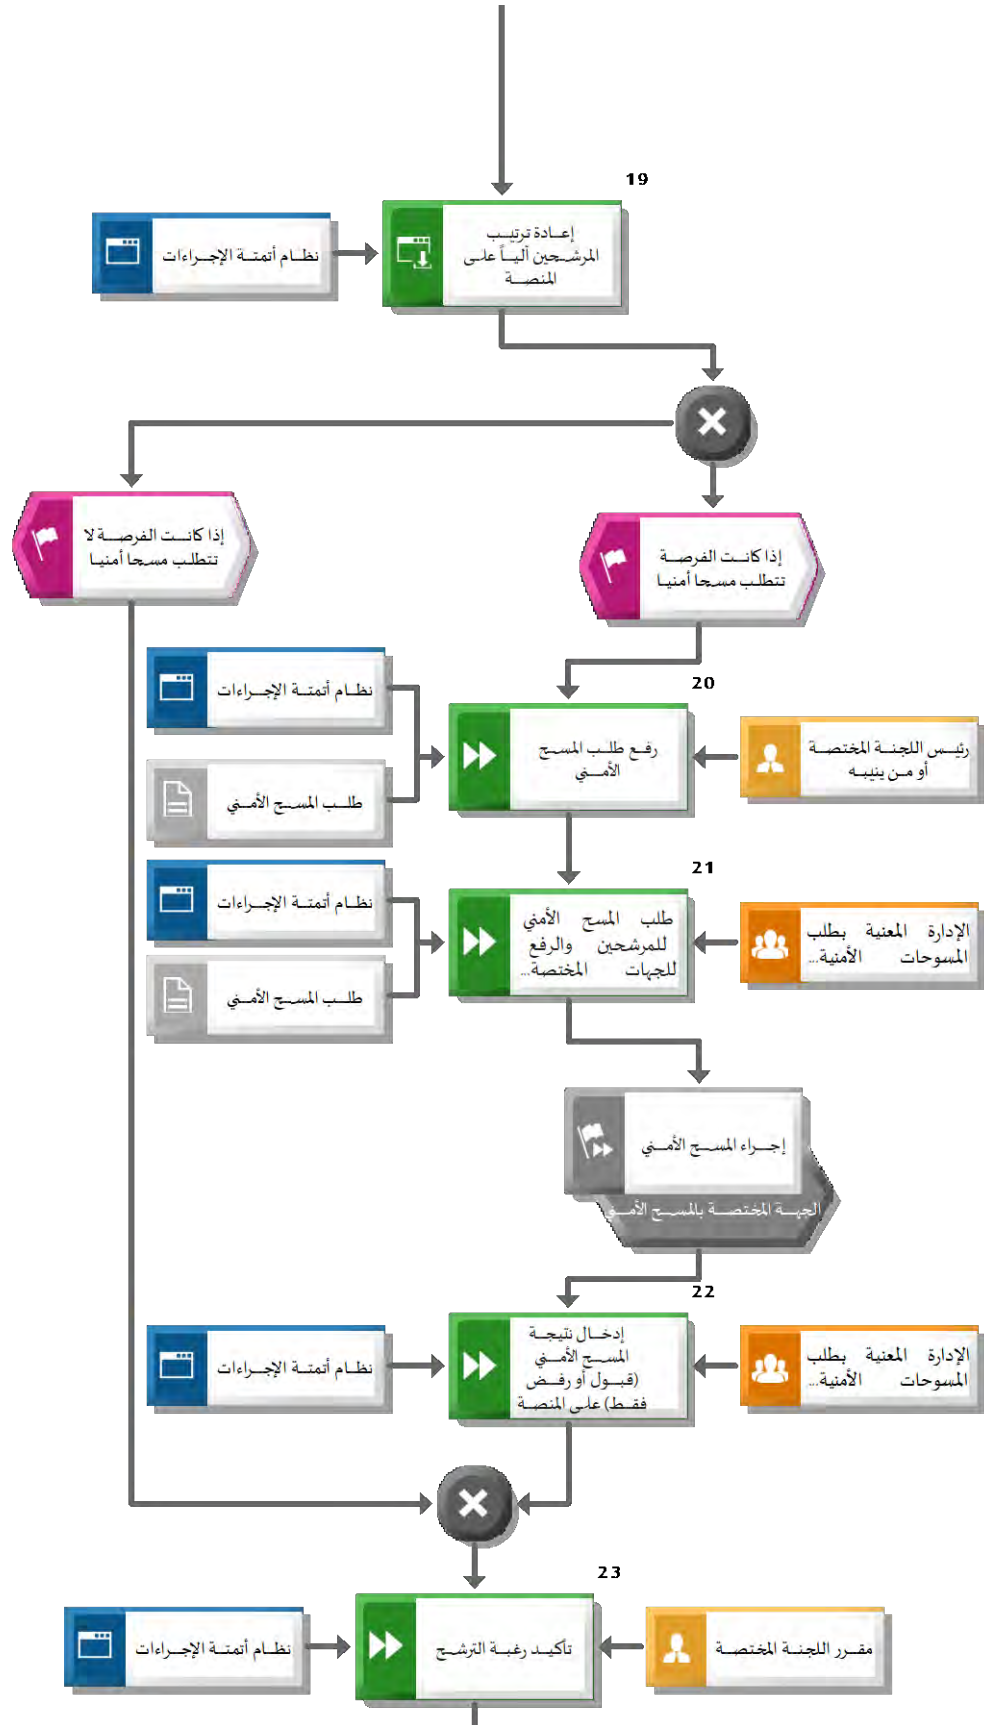 19
إعادة ترتيب
المرشحين آلياً على
المنصة
نظام أتمتة الإجراءات
إذا كانت الفرصة لا
تتطلب مسحا أمنيا
إذا كانت الفرصة
تتطلب مسحا أمنيا
20
رئيس اللجنة المختصة
أو من ينيبه
رفع طلب المسح
الأمني
نظام أتمتة الإجراءات
طلب المسح الأمني
21
الإدارة المعنية بطلب
المسوحات الأمنية...
طلب المسح الأمني
للمرشحين والرفع
للجهات المختصة...
نظام أتمتة الإجراءات
طلب المسح الأمني
إجراء المسح الأمني
الجهة المختصة بالمسح الأمني
22
الإدارة المعنية بطلب
المسوحات الأمنية...
إدخال نتيجة
المسح الأمني
(قبول أو رفض
فقط) على المنصة
نظام أتمتة الإجراءات
23
مقرر اللجنة المختصة
تأكيد رغبة الترشح
نظام أتمتة الإجراءات